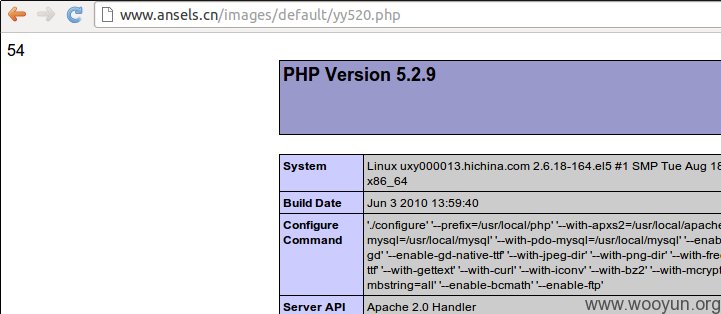 www.ansels.cn/images/default/yy520.php
54
PHP Version 5.2.9
System
Linux uxy000013.hichina.com 2.6.18-164.el5 #1 SMP Tue Aug 18
x86_64
Build Date
Jun 3 2010 13:59:40
Configure
Command
'./configure' '--prefix=/usr/local/php' '--with-apxs2=/usr/local/apache
mysql=/usr/local/mysql' '--with-pdo-mysql=/usr/local/mysql' '--enab
gd' '--enable-gd-native-ttf' '--with-jpeg-dir' '--with-png-dir' '--with-free
ttf' '--with-gettext' '--with-curl' '--with-iconv' '--with-bz2' '--with-mcrypt
mbstring=all' '--enable-bcmath' '--enable-ftp'
Server API
Apache 2.0 Handler
www.wooyun.org